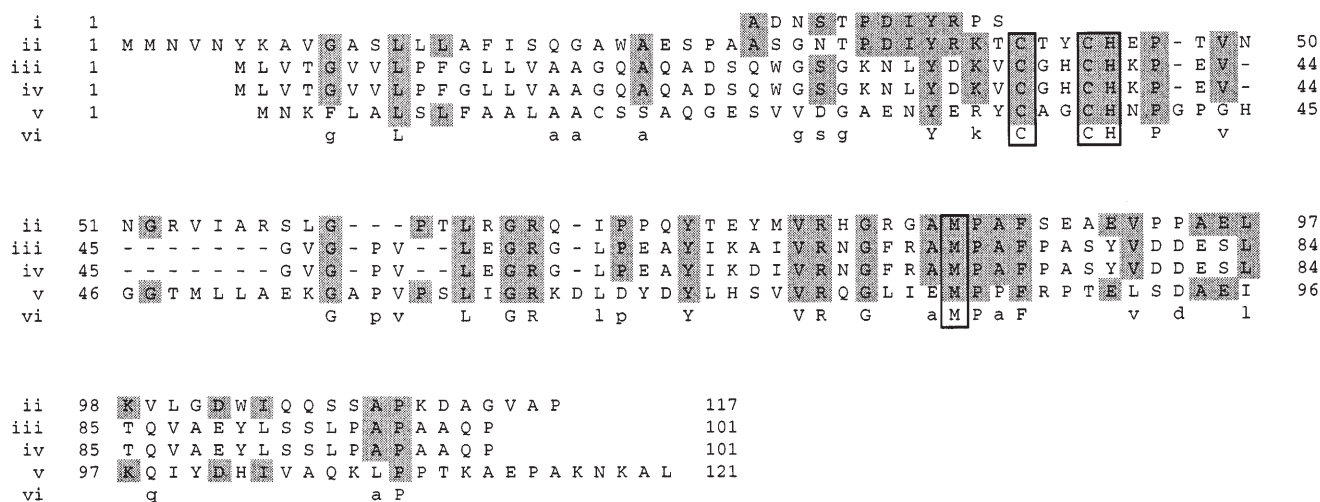 i 1 A D N S T P D I Y R P S
ii 1 M M N V N Y K A V G A S L L L A F I S Q G A W A E S P A A S G N T P D I Y R K T C T Y C H E P - T V N 50
iii 1 M L V T G V V L P F G L L V A A G Q A Q A D S Q W G S G K N L Y D K V C G H C H K P - E V - 44
iv 1 M L V T G V V L P F G L L V A A G Q A Q A D S Q W G S G K N L Y D K V C G H C H K P - E V - 44
v 1 M N K F L A L S L F A A L A A C S S A Q G E S V V D G A E N Y E R Y C A G C H N P G P G H 45
vi g L a a a g s g Y k C C H P v
ii 51 N G R V I A R S L G - - - P T L R G R Q - I P P Q Y T E Y M V R H G R G A M P A F S E A E V P P A E L 97
iii 45 - - - - - - - G V G - P V - - L E G R G - L P E A Y I K A I V R N G F R A M P A F P A S Y V D D E S L 84
iv 45 - - - - - - - G V G - P V - - L E G R G - L P E A Y I K D I V R N G F R A M P A F P A S Y V D D E S L 84
v 46 G G T M L L A E K G A P V P S L I G R K D L D Y D Y L H S V V R Q G L I E M P P F R P T E L S D A E I 96
vi G p v L G R l p Y V R G a M P a F v d l
ii 98 K V L G D W I Q Q S S A P K D A G V A P 117
iii 85 T Q V A E Y L S S L P A P A A Q P 101
iv 85 T Q V A E Y L S S L P A P A A Q P 101
v 97 K Q I Y D H I V A Q K L P P T K A E P A K N K A L 121
vi q a P